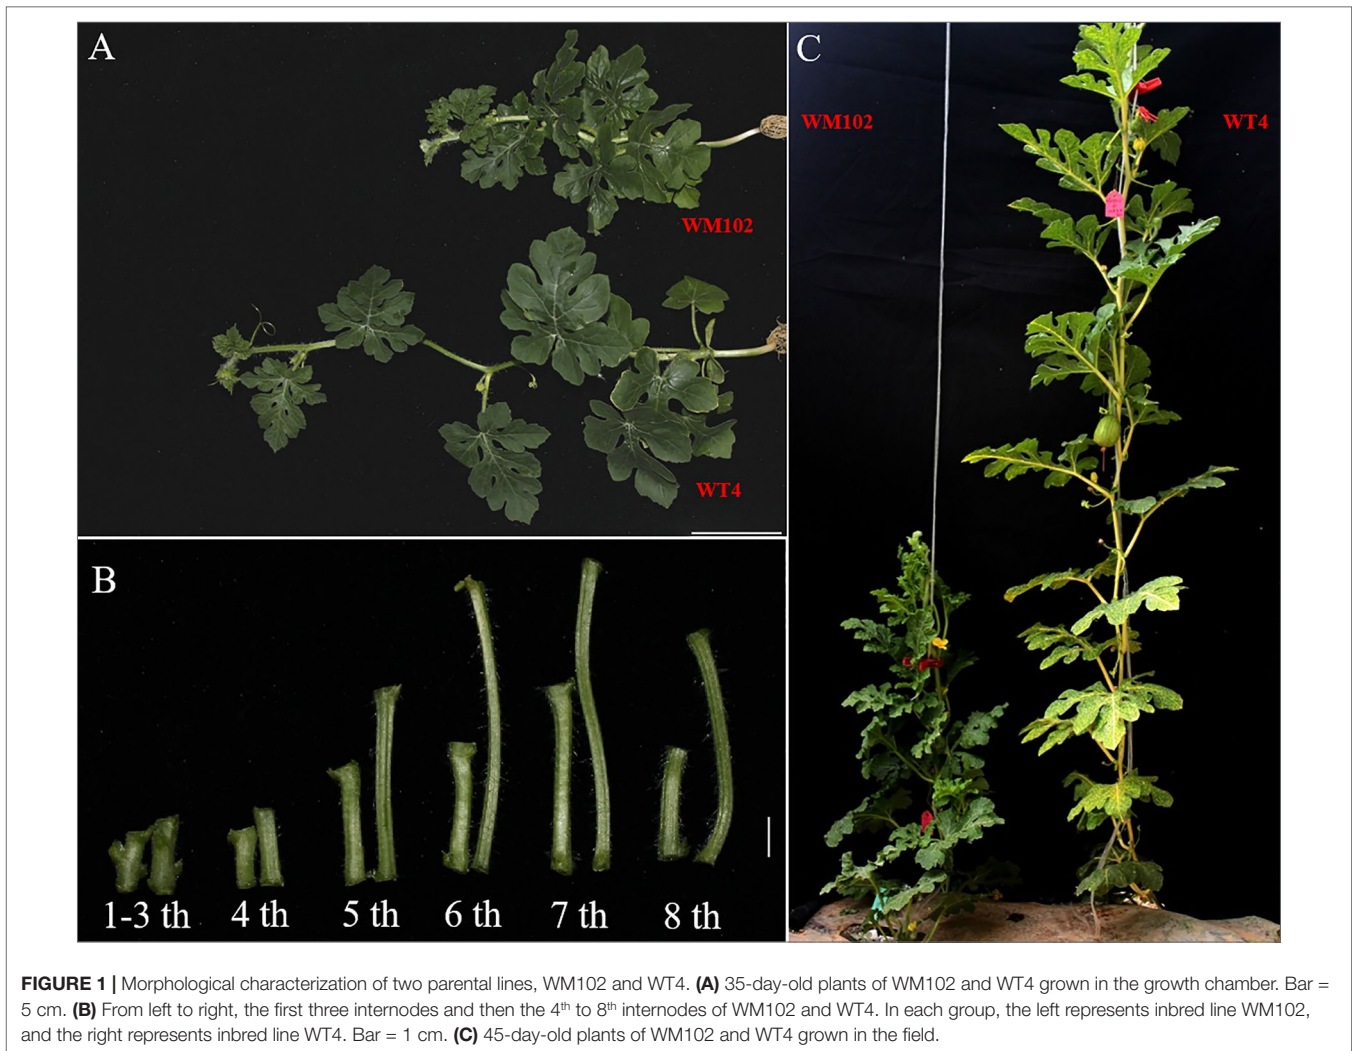 A
WM102
WT4
B
1-3 th 4 th 5 th 6 th 7 th 8 th
C
WM102 WT4
FIGURE 1 | Morphological characterization of two parental lines, WM102 and WT4. (A) 35-day-old plants of WM102 and WT4 grown in the growth chamber. Bar =
5 cm. (B) From left to right, the first three internodes and then the 4th to 8th internodes of WM102 and WT4. In each group, the left represents inbred line WM102,
and the right represents inbred line WT4. Bar = 1 cm. (C) 45-day-old plants of WM102 and WT4 grown in the field.